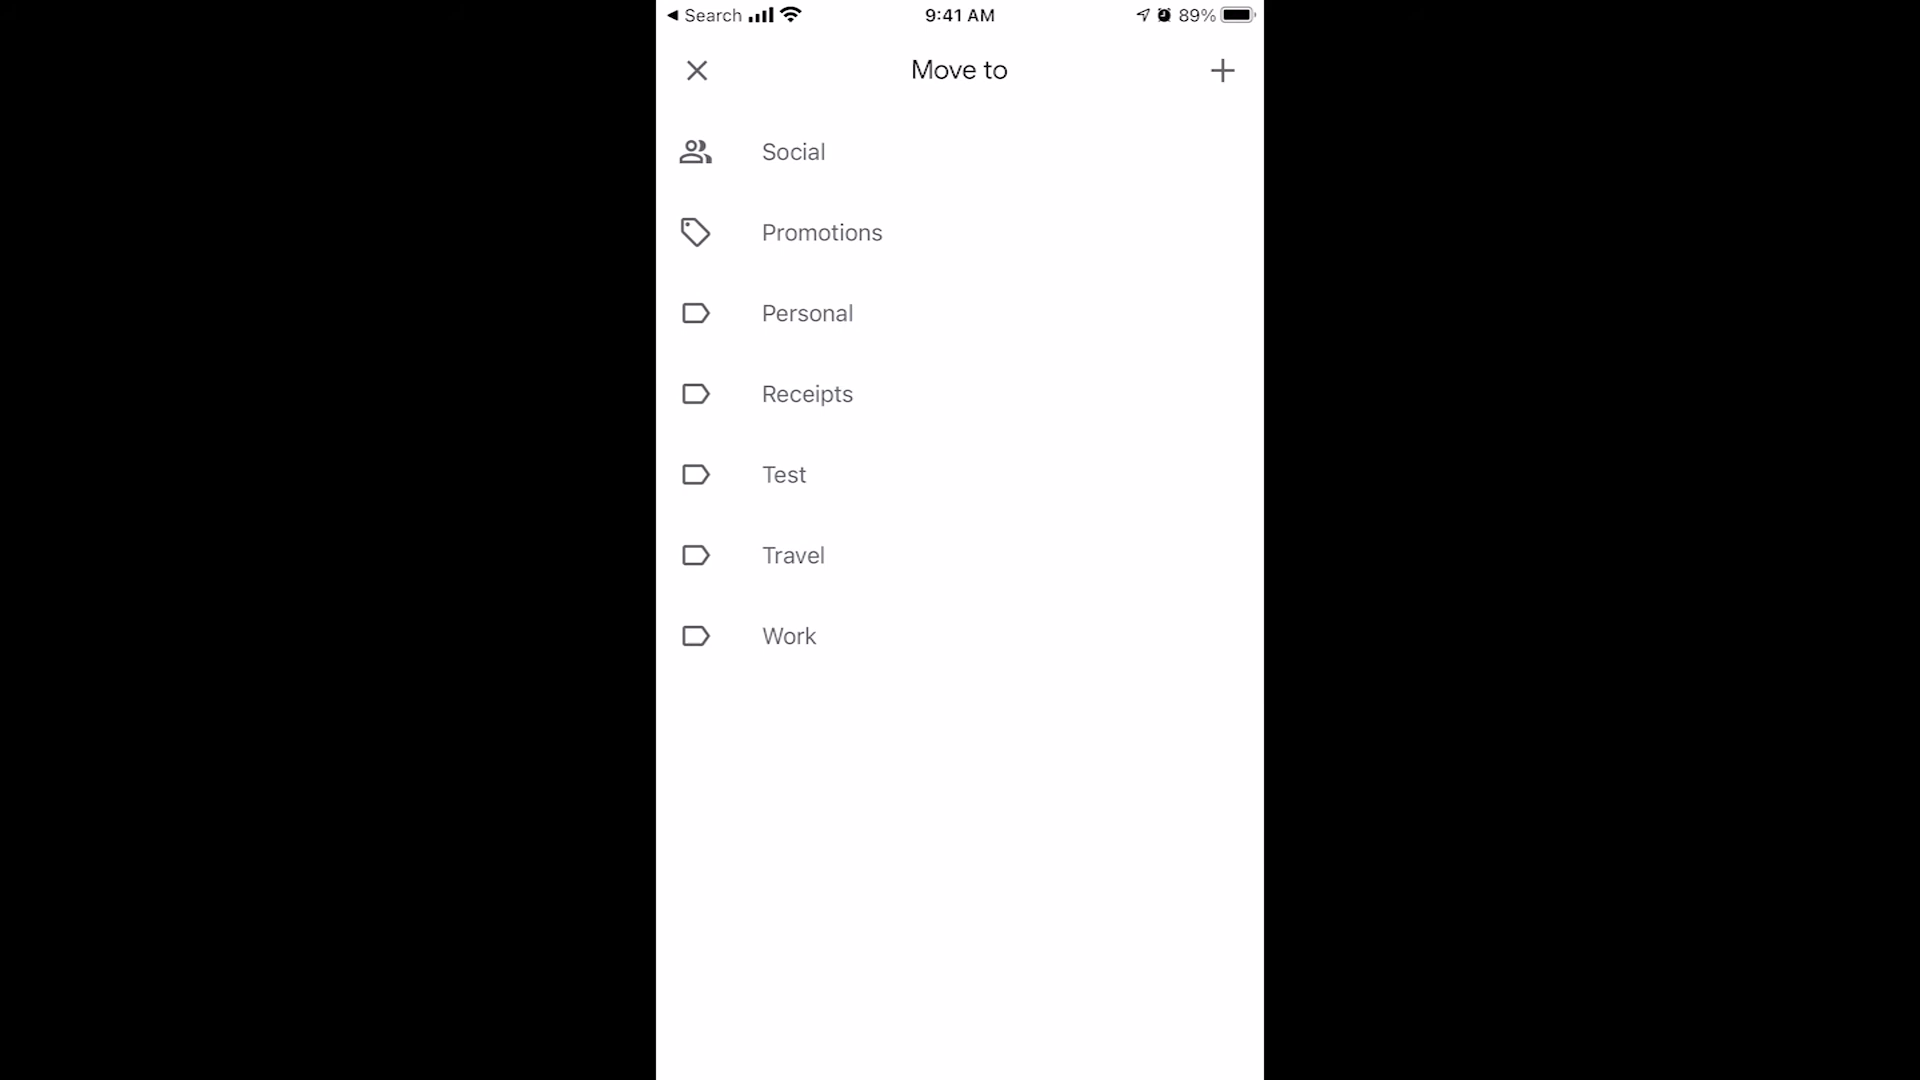 Search 9:41 AM 89%
Move to
Social
Promotions
Personal
Receipts
Test
Travel
Work